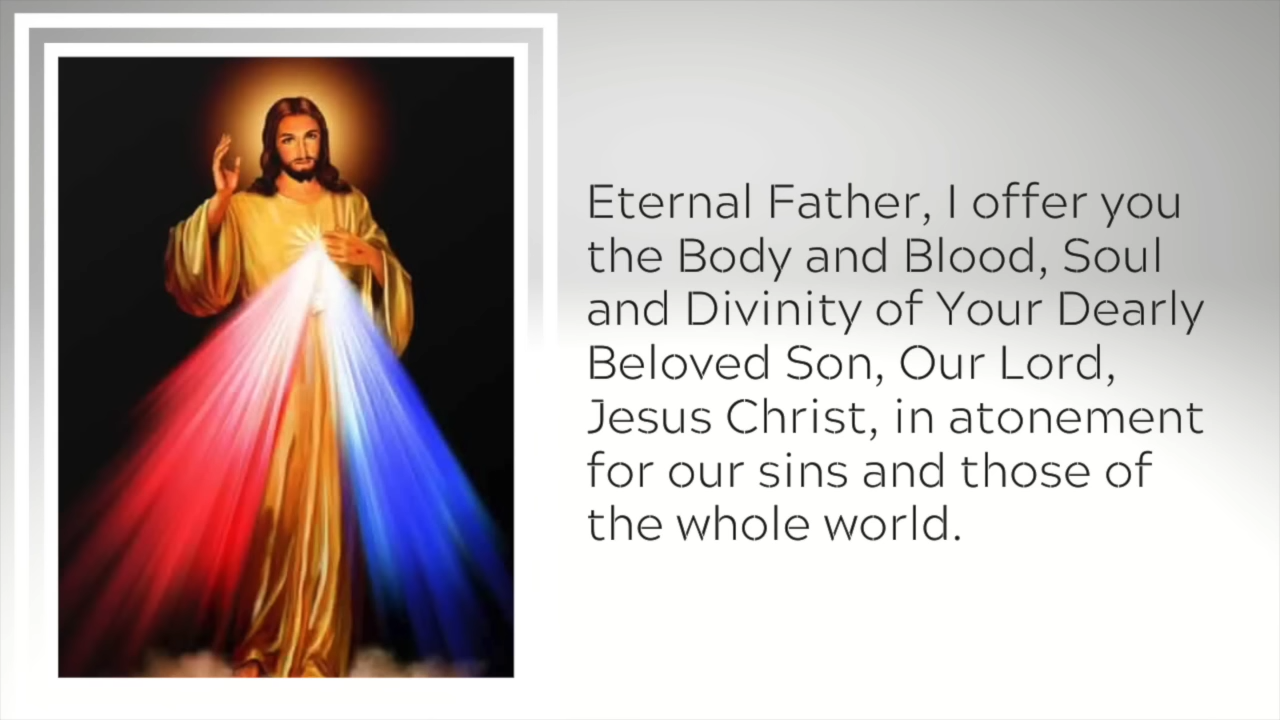 Eternal Father, I offer you
the Body and Blood, Soul
and Divinity of Your Dearly
Beloved Son, Our Lord,
Jesus Christ, in atonement
for our sins and those of
the whole world.